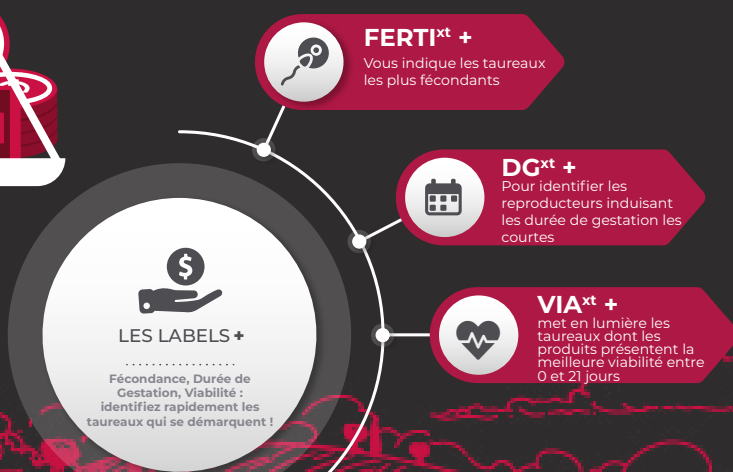 FERTIxt +
Vous indique les taureaux
les plus fécondants
DGxt +
Pour identifier les
reproducteurs induisant
les durée de gestation les
courtes
VIAxt +
met en lumière les
taureaux dont les
produits présentent la
meilleure viabilité entre
0 et 21 jours
$
LES LABELS +
.................
Fécondance, Durée de
Gestation, Viabilité :
identifiez rapidement les
taureaux qui se démarquent !